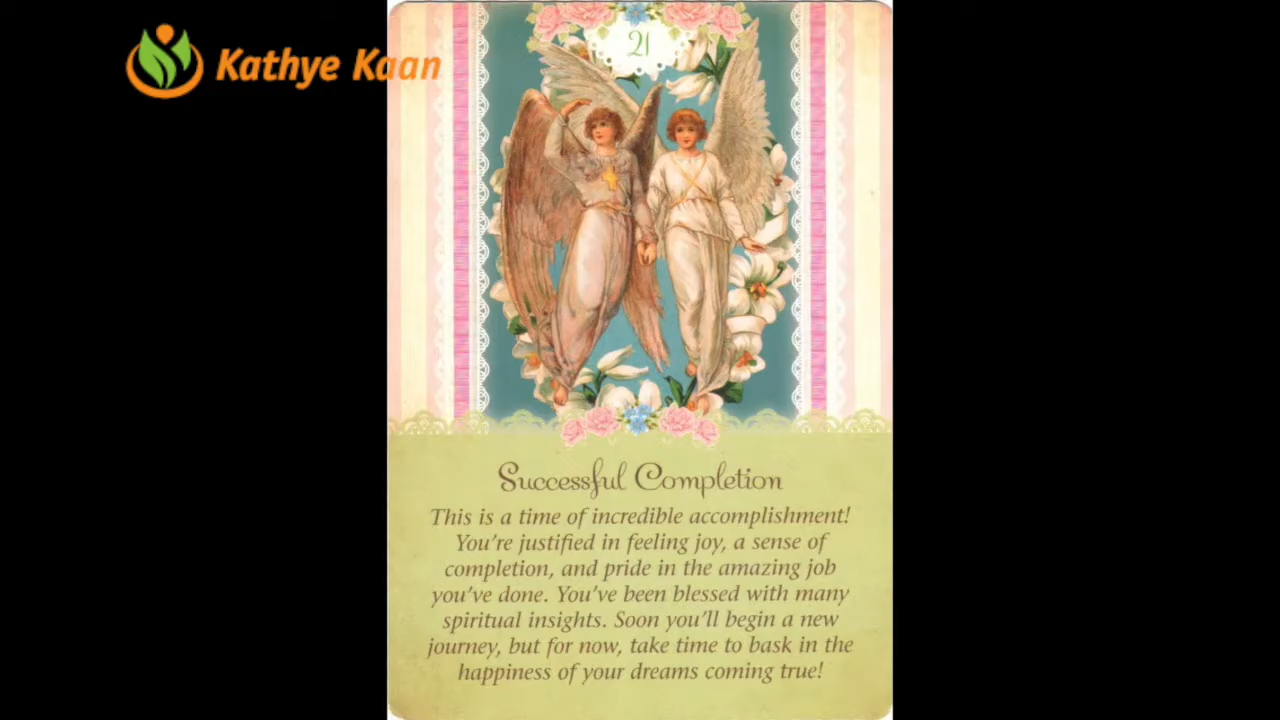 Kathye Kaan
21
Successful Completion
This is a time of incredible accomplishment!
You're justified in feeling joy, a sense of
completion, and pride in the amazing job
you've done. You've been blessed with many
spiritual insights. Soon you'll begin a new
journey, but for now, take time to bask in the
happiness of your dreams coming true!